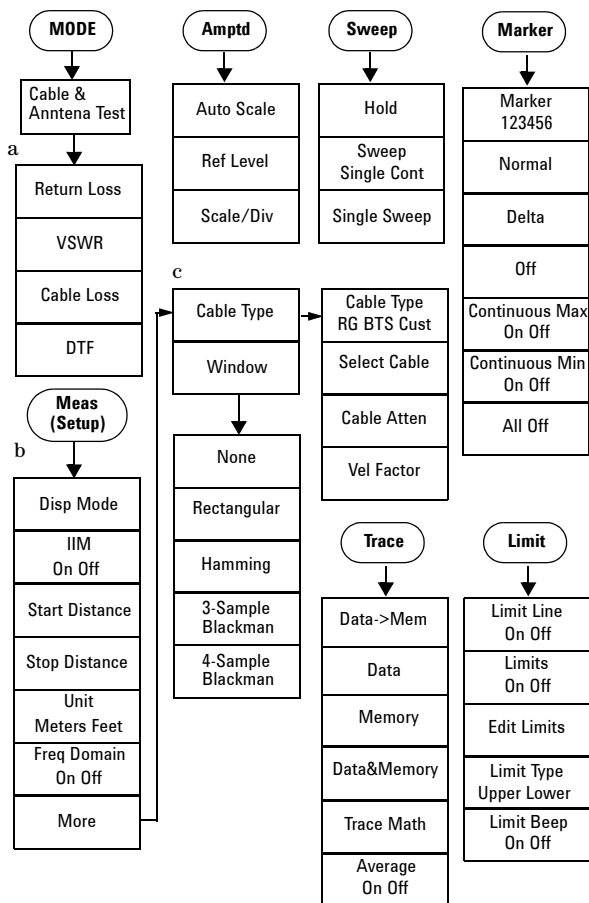 MODE
Cable &
Anntena Test
a
Return Loss
VSWR
Cable Loss
DTF
Meas
(Setup)
b
Disp Mode
IIM
On Off
Start Distance
Stop Distance
Unit
Meters Feet
Freq Domain
On Off
More
Amptd
Auto Scale
Ref Level
Scale/Div
c
Cable Type
Window
None
Rectangular
Hamming
3-Sample
Blackman
4-Sample
Blackman
Sweep
Hold
Sweep
Single Cont
Single Sweep
Cable Type
RG BTS Cust
Select Cable
Cable Atten
Vel Factor
Trace
Data->Mem
Data
Memory
Data&Memory
Trace Math
Average
On Off
Marker
Marker
123456
Normal
Delta
Off
Continuous Max
On Off
Continuous Min
On Off
All Off
Limit
Limit Line
On Off
Limits
On Off
Edit Limits
Limit Type
Upper Lower
Limit Beep
On Off